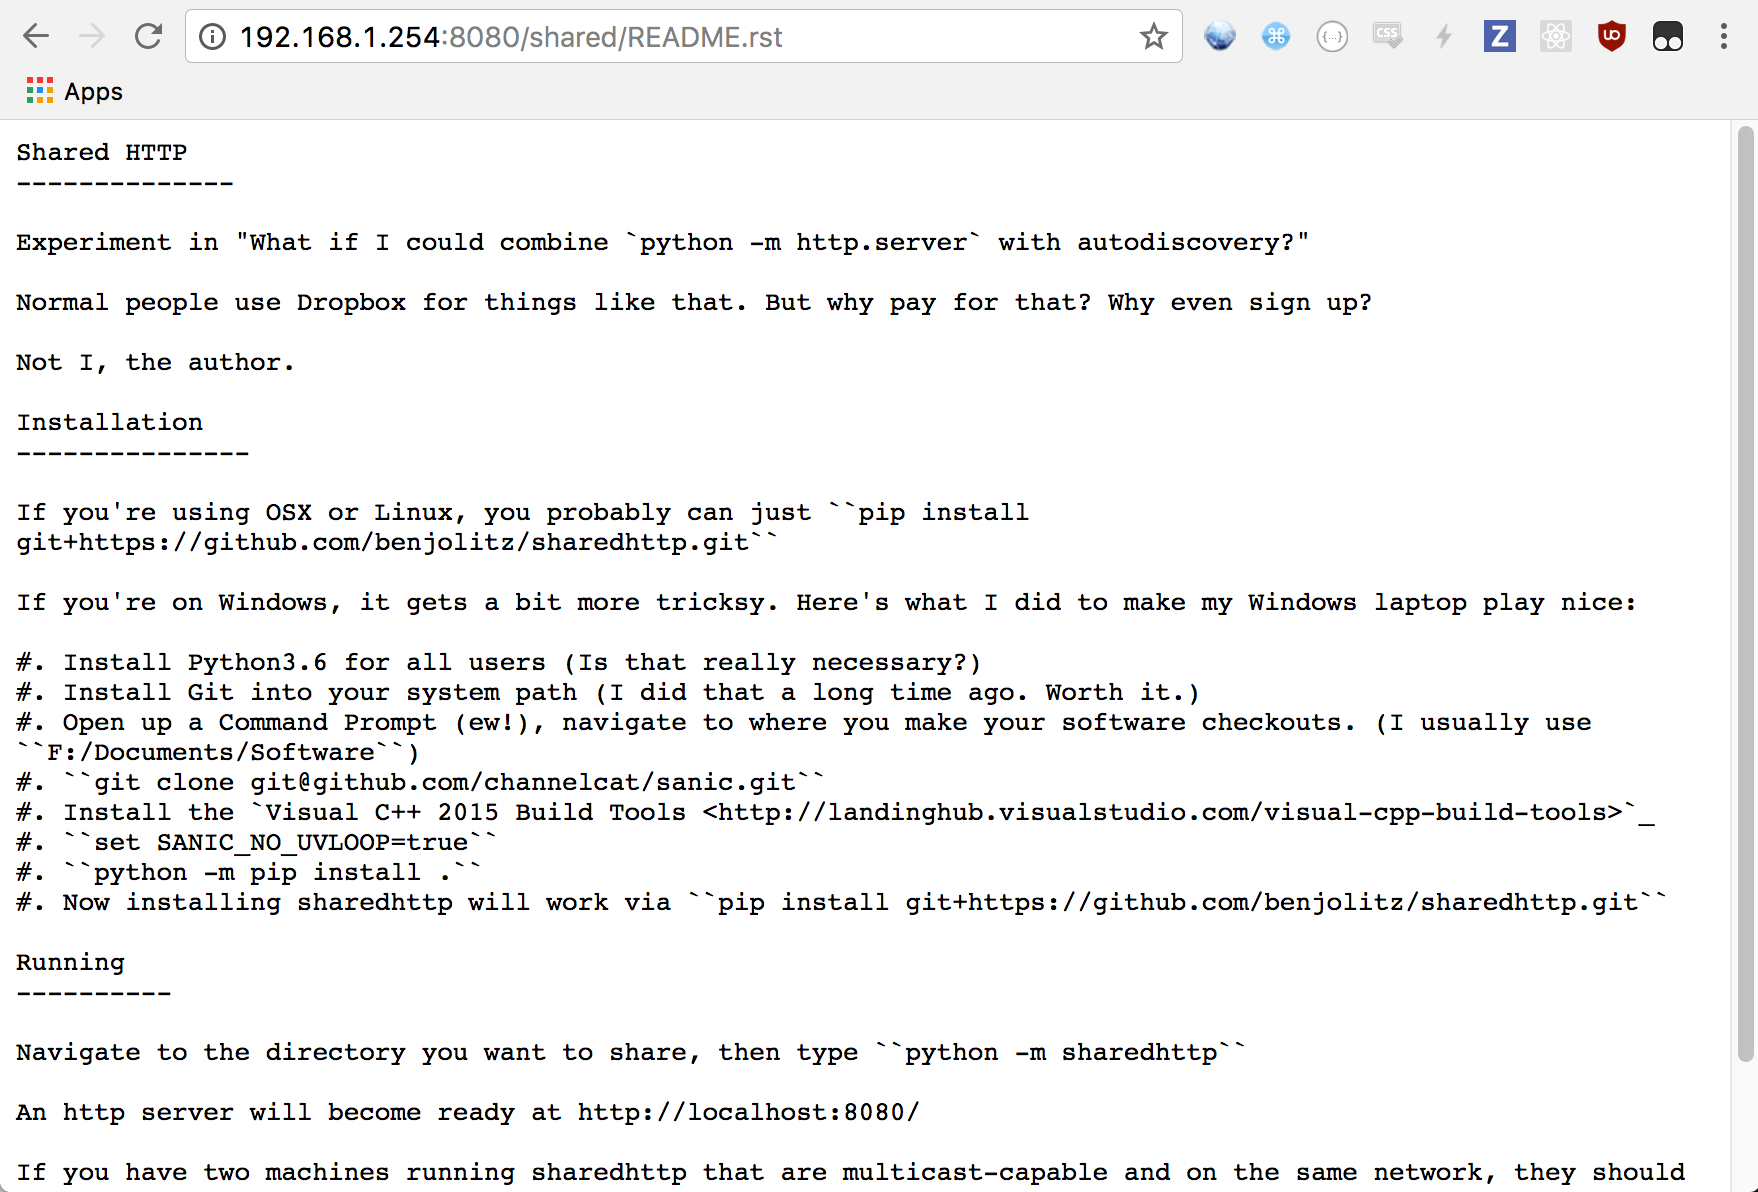 192.168.1.254:8080/shared/README.rst
{...}
CSS
Z
UO
Apps
Shared HTTP
--------------
Experiment in "What if I could combine `python -m http.server` with autodiscovery?"
Normal people use Dropbox for things like that. But why pay for that? Why even sign up?
Not I, the author.
Installation
---------------
If you're using OSX or Linux, you probably can just ``pip install
git+https://github.com/benjolitz/sharedhttp.git``
If you're on Windows, it gets a bit more tricksy. Here's what I did to make my Windows laptop play nice:
#. Install Python3.6 for all users (Is that really necessary?)
#. Install Git into your system path (I did that a long time ago. Worth it.)
#. Open up a Command Prompt (ew!), navigate to where you make your software checkouts. (I usually use
``F:/Documents/Software``)
#. ``git clone git@github.com/channelcat/sanic.git``
#. Install the `Visual C++ 2015 Build Tools <http://landinghub.visualstudio.com/visual-cpp-build-tools>`_
#. ``set SANIC_NO_UVLOOP=true``
#. ``python -m pip install .``
#. Now installing sharedhttp will work via ``pip install git+https://github.com/benjolitz/sharedhttp.git``
Running
----------
Navigate to the directory you want to share, then type ``python -m sharedhttp``
An http server will become ready at http://localhost:8080/
If you have two machines running sharedhttp that are multicast-capable and on the same network, they should